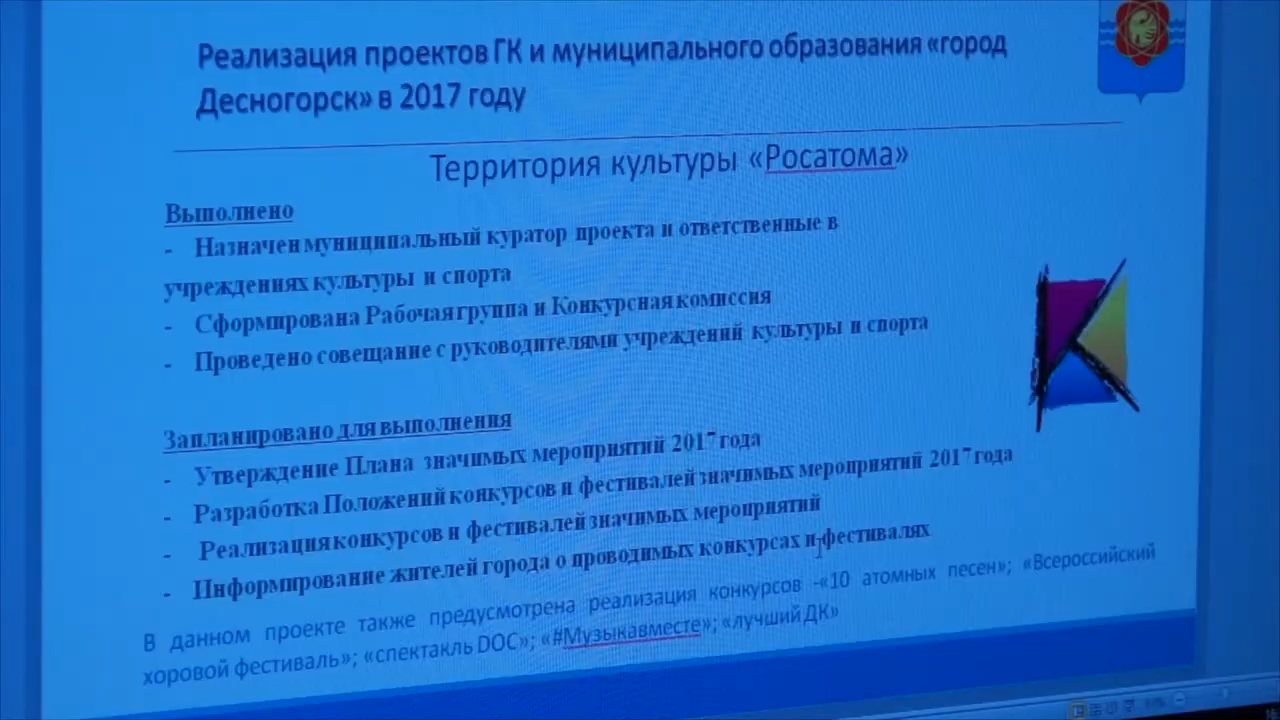 Реализация проектов ГК и муниципального образования «город
Десногорск» в 2017 году
Территория культуры «Росатома»
Выполнено
- Назначен муниципальный куратор проекта и ответственные в
учреждениях культуры и спорта
- Сформирована Рабочая группа и Конкурсная комиссия
- Проведено совещание с руководителями учреждений культуры и спорта
Запланировано для выполнения
- Утверждение Плана значимых мероприятий 2017 года
- Разработка Положений конкурсов и фестивалей значимых мероприятий 2017 года
- Реализация конкурсов и фестивалей значимых мероприятий
- Информирование жителей города о проводимых конкурсах и фестивалях
В данном проекте также предусмотрена реализация конкурсов -«10 атомных песен»; «Всероссийский
хоровой фестиваль»; «спектакль DOC»; «#Музыкавместе»; «лучший ДК»